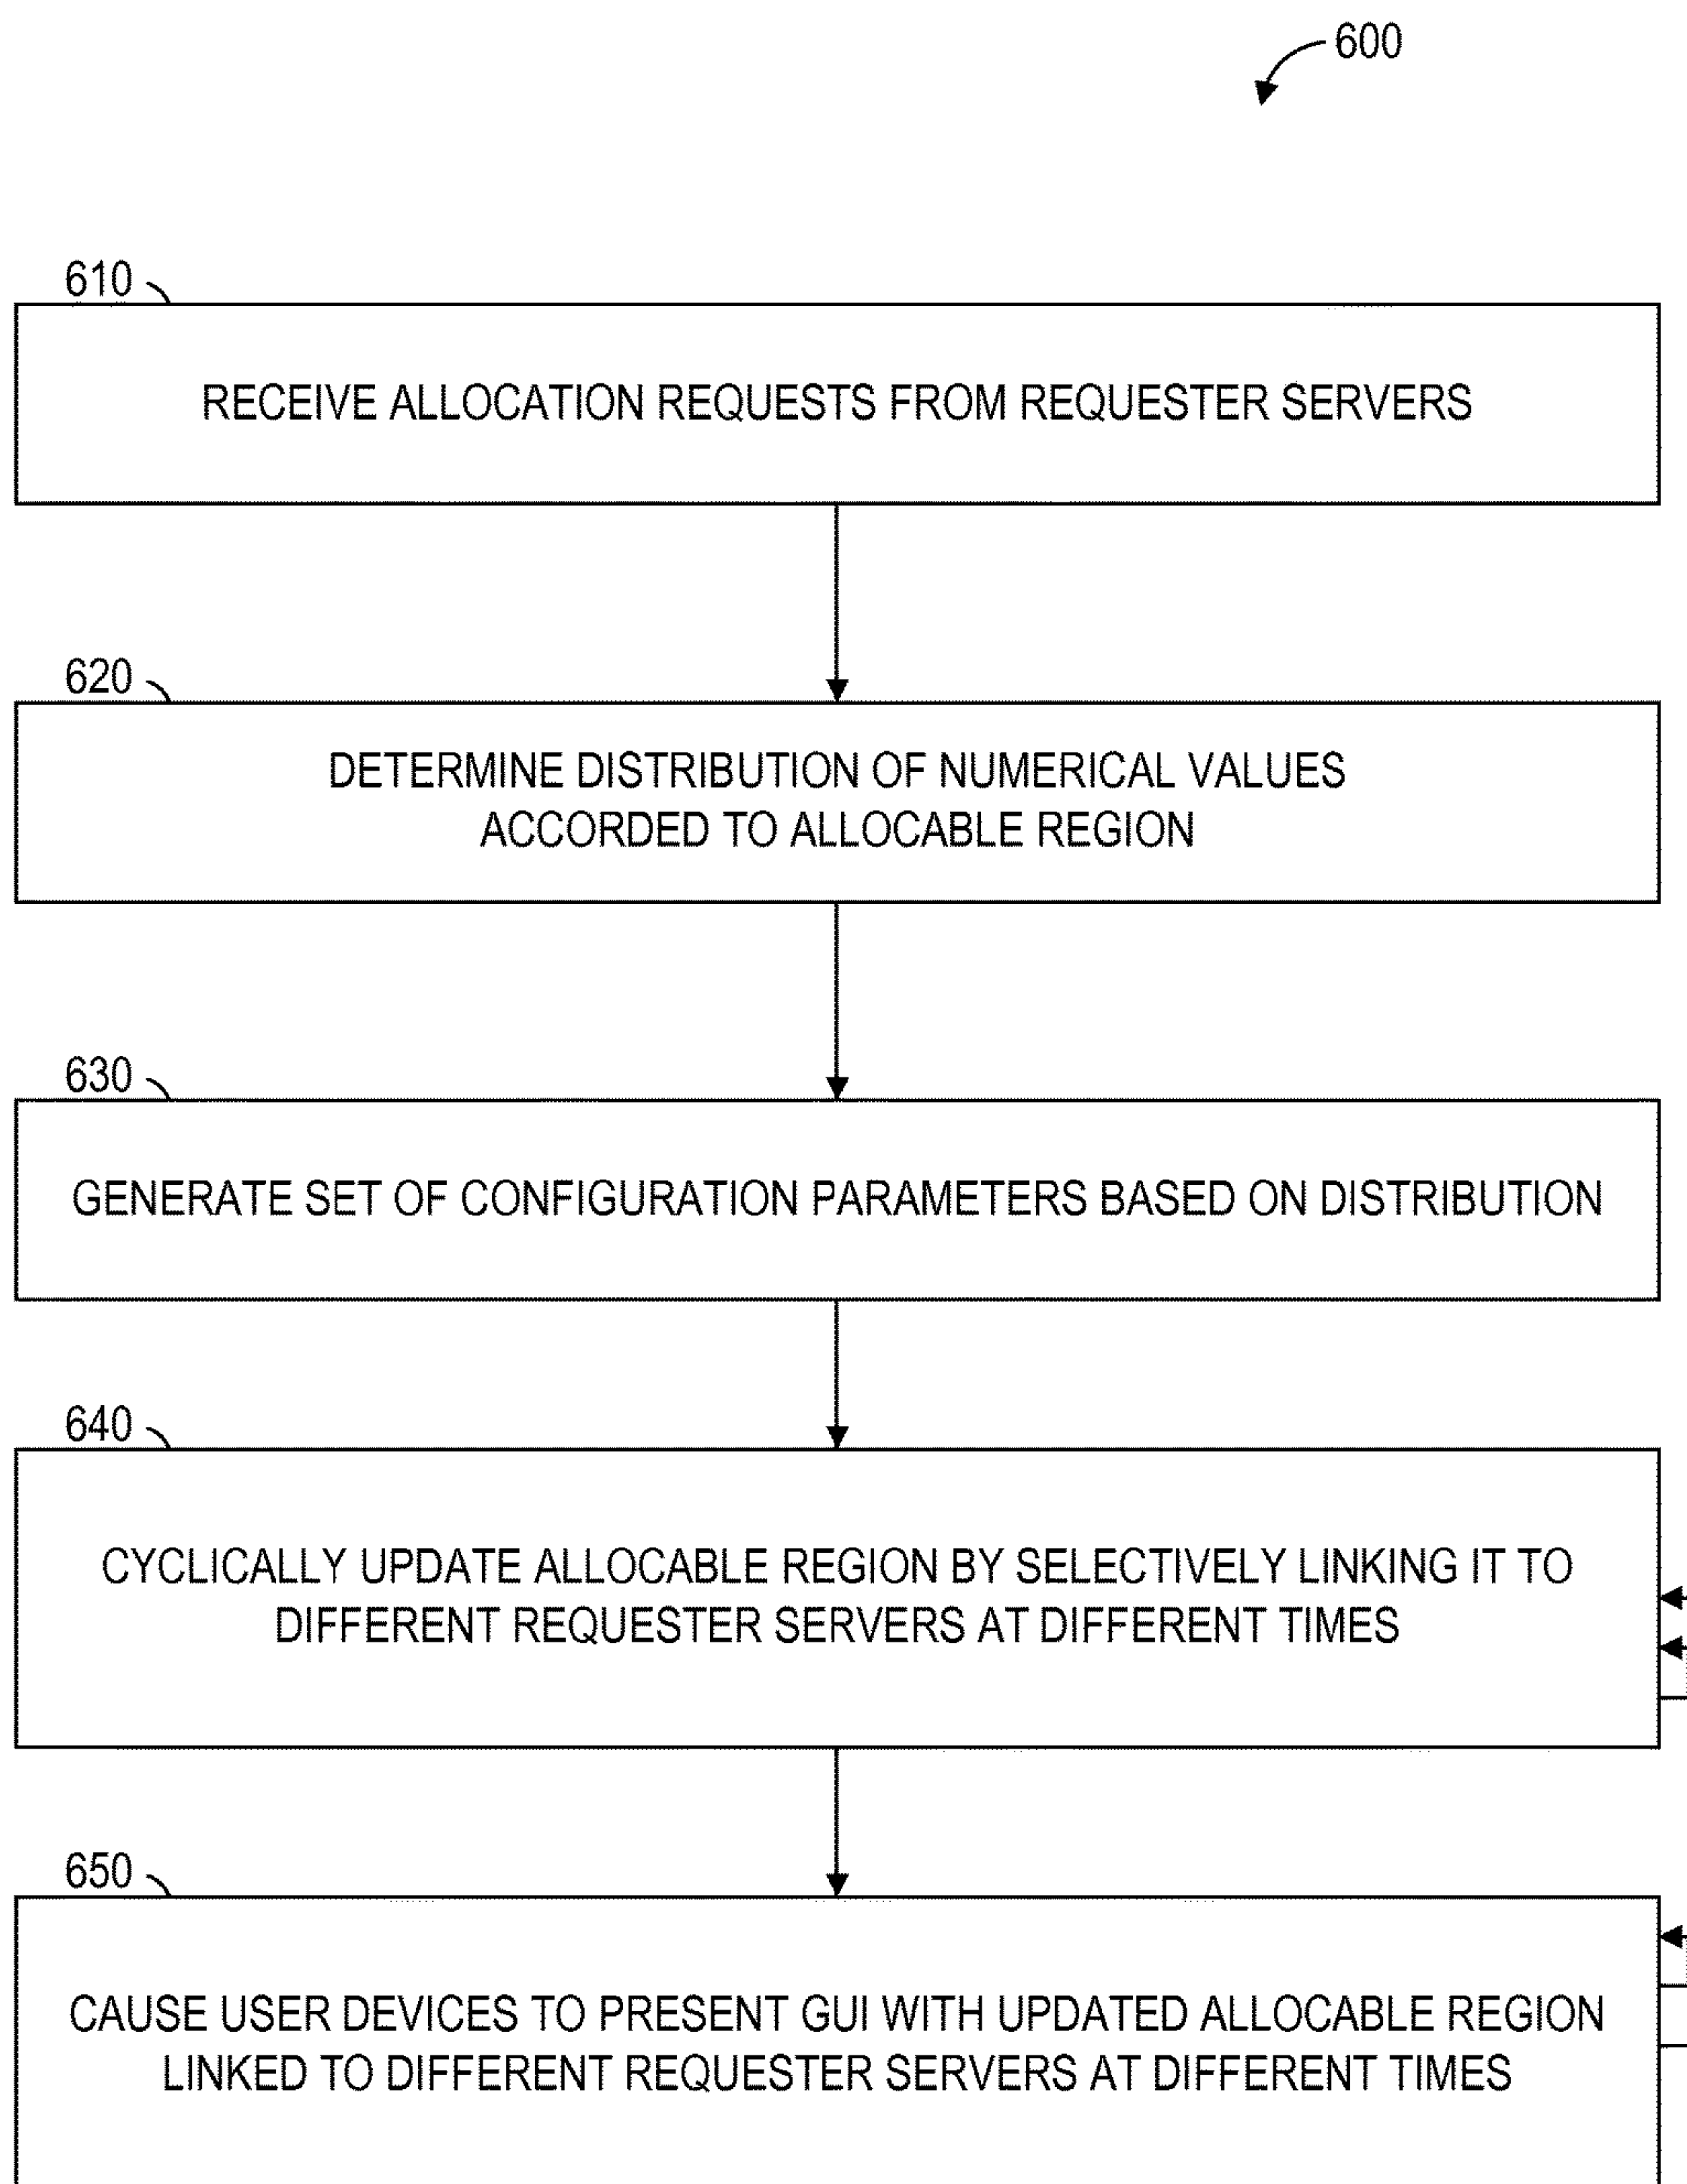 600
610
RECEIVE ALLOCATION REQUESTS FROM REQUESTER SERVERS
620
DETERMINE DISTRIBUTION OF NUMERICAL VALUES
ACCORDED TO ALLOCABLE REGION
630
GENERATE SET OF CONFIGURATION PARAMETERS BASED ON DISTRIBUTION
640
CYCLICALLY UPDATE ALLOCABLE REGION BY SELECTIVELY LINKING IT TO
DIFFERENT REQUESTER SERVERS AT DIFFERENT TIMES
650
CAUSE USER DEVICES TO PRESENT GUI WITH UPDATED ALLOCABLE REGION
LINKED TO DIFFERENT REQUESTER SERVERS AT DIFFERENT TIMES